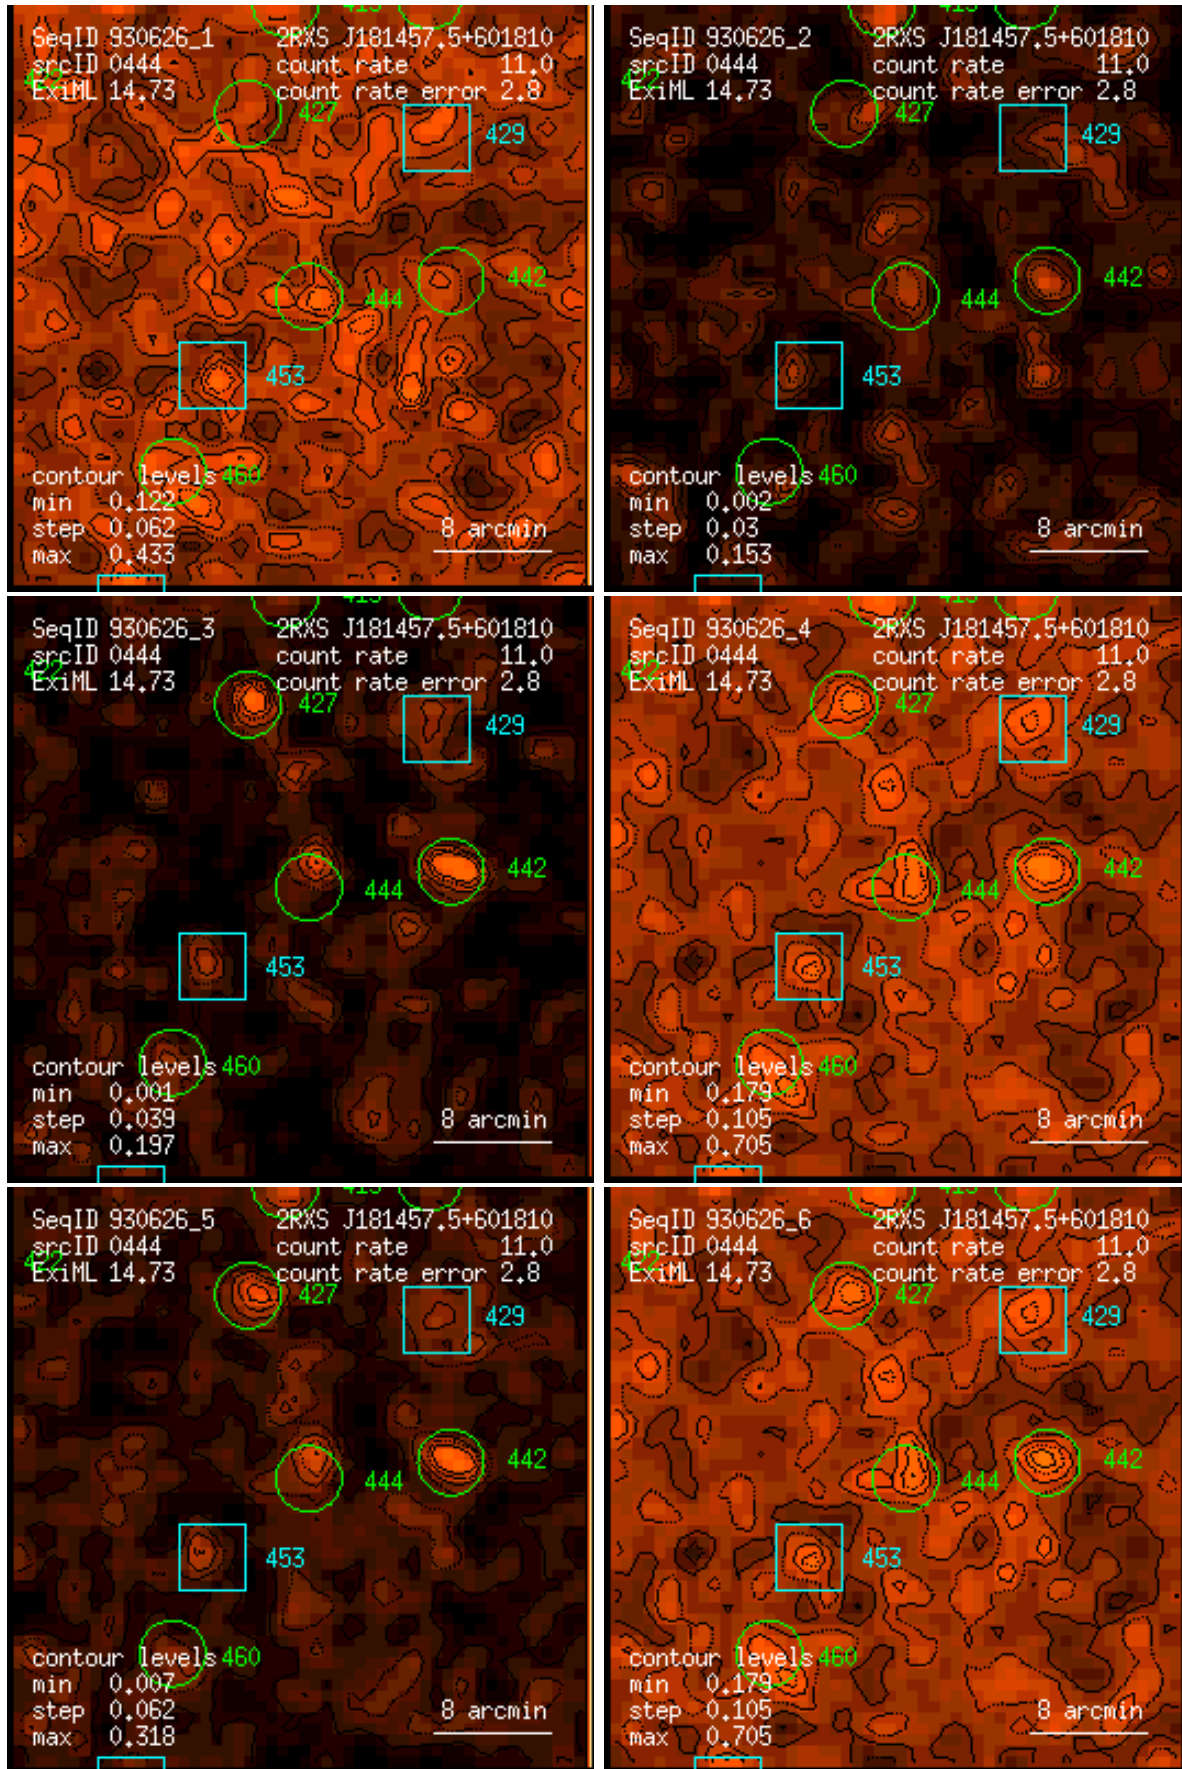 SeqID 930626_1 2RXS J181457.5+601810
srcID 0444 count rate 11.0
ExiML 14.73 count rate error 2.8
427
429
442
444
453
contour levels 460
min 0.122
step 0.062 8 arcmin
max 0.433
SeqID 930626_2 2RXS J181457.5+601810
srcID 0444 count rate 11.0
ExiML 14.73 count rate error 2.8
427
429
442
444
453
contour levels 460
min 0.002
step 0.03 8 arcmin
max 0.153
SeqID 930626_3 2RXS J181457.5+601810
srcID 0444 count rate 11.0
ExiML 14.73 count rate error 2.8
427
429
442
444
453
contour levels 460
min 0.001
step 0.039 8 arcmin
max 0.197
SeqID 930626_4 2RXS J181457.5+601810
srcID 0444 count rate 11.0
ExiML 14.73 count rate error 2.8
427
429
442
444
453
contour levels 460
min 0.179
step 0.105 8 arcmin
max 0.705
SeqID 930626_5 2RXS J181457.5+601810
srcID 0444 count rate 11.0
ExiML 14.73 count rate error 2.8
427
429
442
444
453
contour levels 460
min 0.007
step 0.062 8 arcmin
max 0.318
SeqID 930626_6 2RXS J181457.5+601810
srcID 0444 count rate 11.0
ExiML 14.73 count rate error 2.8
427
429
442
444
453
contour levels 460
min 0.179
step 0.105 8 arcmin
max 0.705